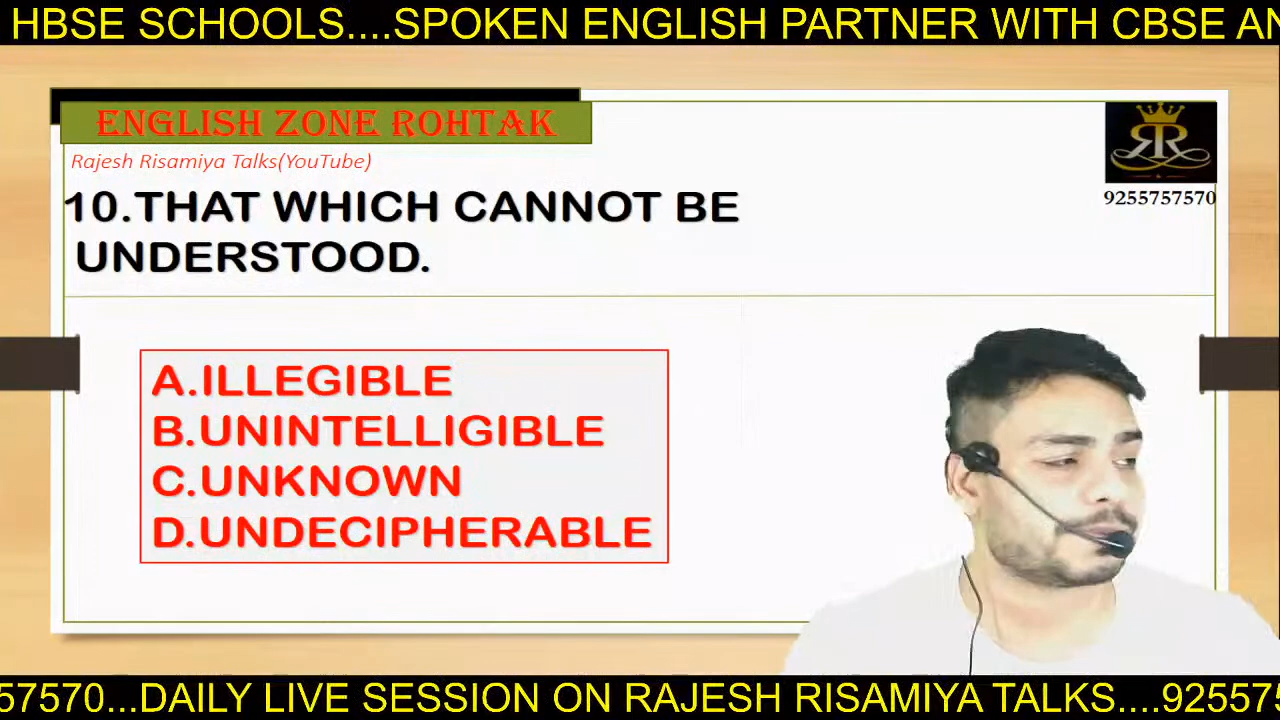 HBSE SCHOOLS....SPOKEN ENGLISH PARTNER WITH CBSE AN
ENGLISH ZONE ROHTAK
Rajesh Risamiya Talks(YouTube)
RR
9255757570
10.THAT WHICH CANNOT BE
UNDERSTOOD.
A.ILLEGIBLE
B.UNINTELLIGIBLE
C.UNKNOWN
D.UNDECIPHERABLE
57570...DAILY LIVE SESSION ON RAJESH RISAMIYA TALKS....925575